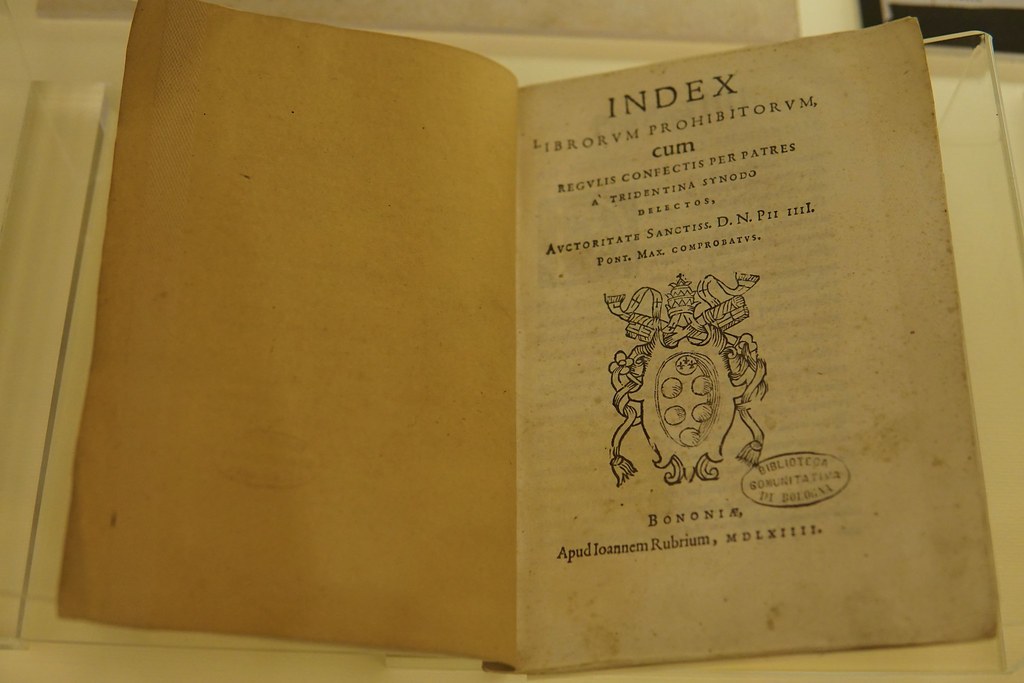 INDEX
LIBRORVM PROHIBITORVM,
cum
REGVLIS CONFECTIS PER PATRES
A' TRIDENTINA SYNODO
DELECTOS,
AVCTORITATE SANCTISS. D. N. PII IIII.
PONT. MAX. COMPROBATVS.
BIBLIOTECA
COMUNITATIVA
DI BOLOGNA
BONONIÆ,
Apud Ioannem Rubrium, MDLXIIII.